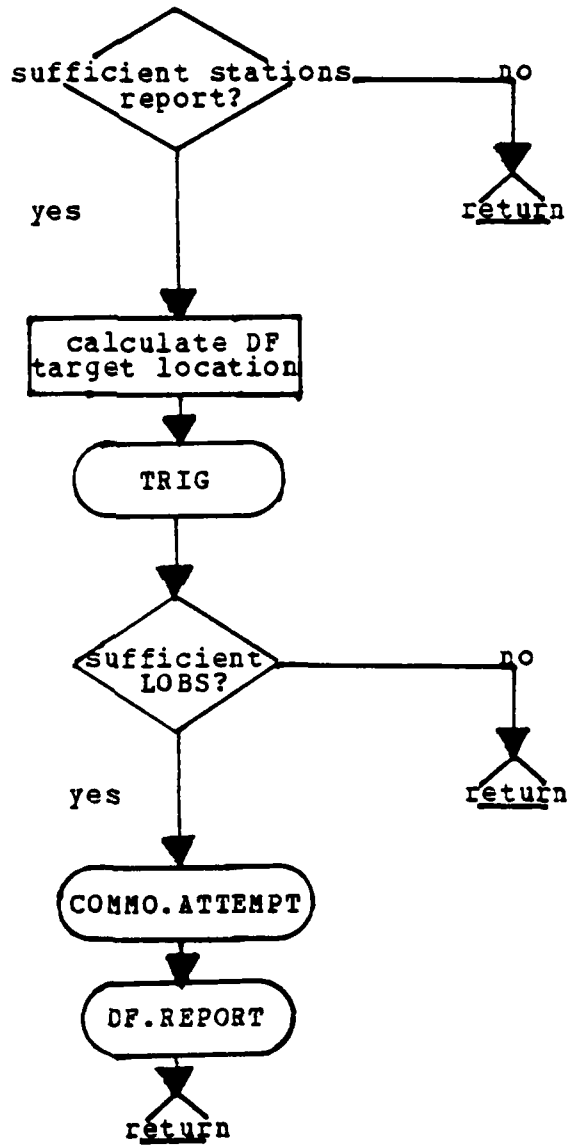 sufficient stations
report?
no
return
yes
calculate DF
target location
TRIG
sufficient
LOBS?
no
return
yes
COMMO.ATTEMPT
DF.REPORT
return